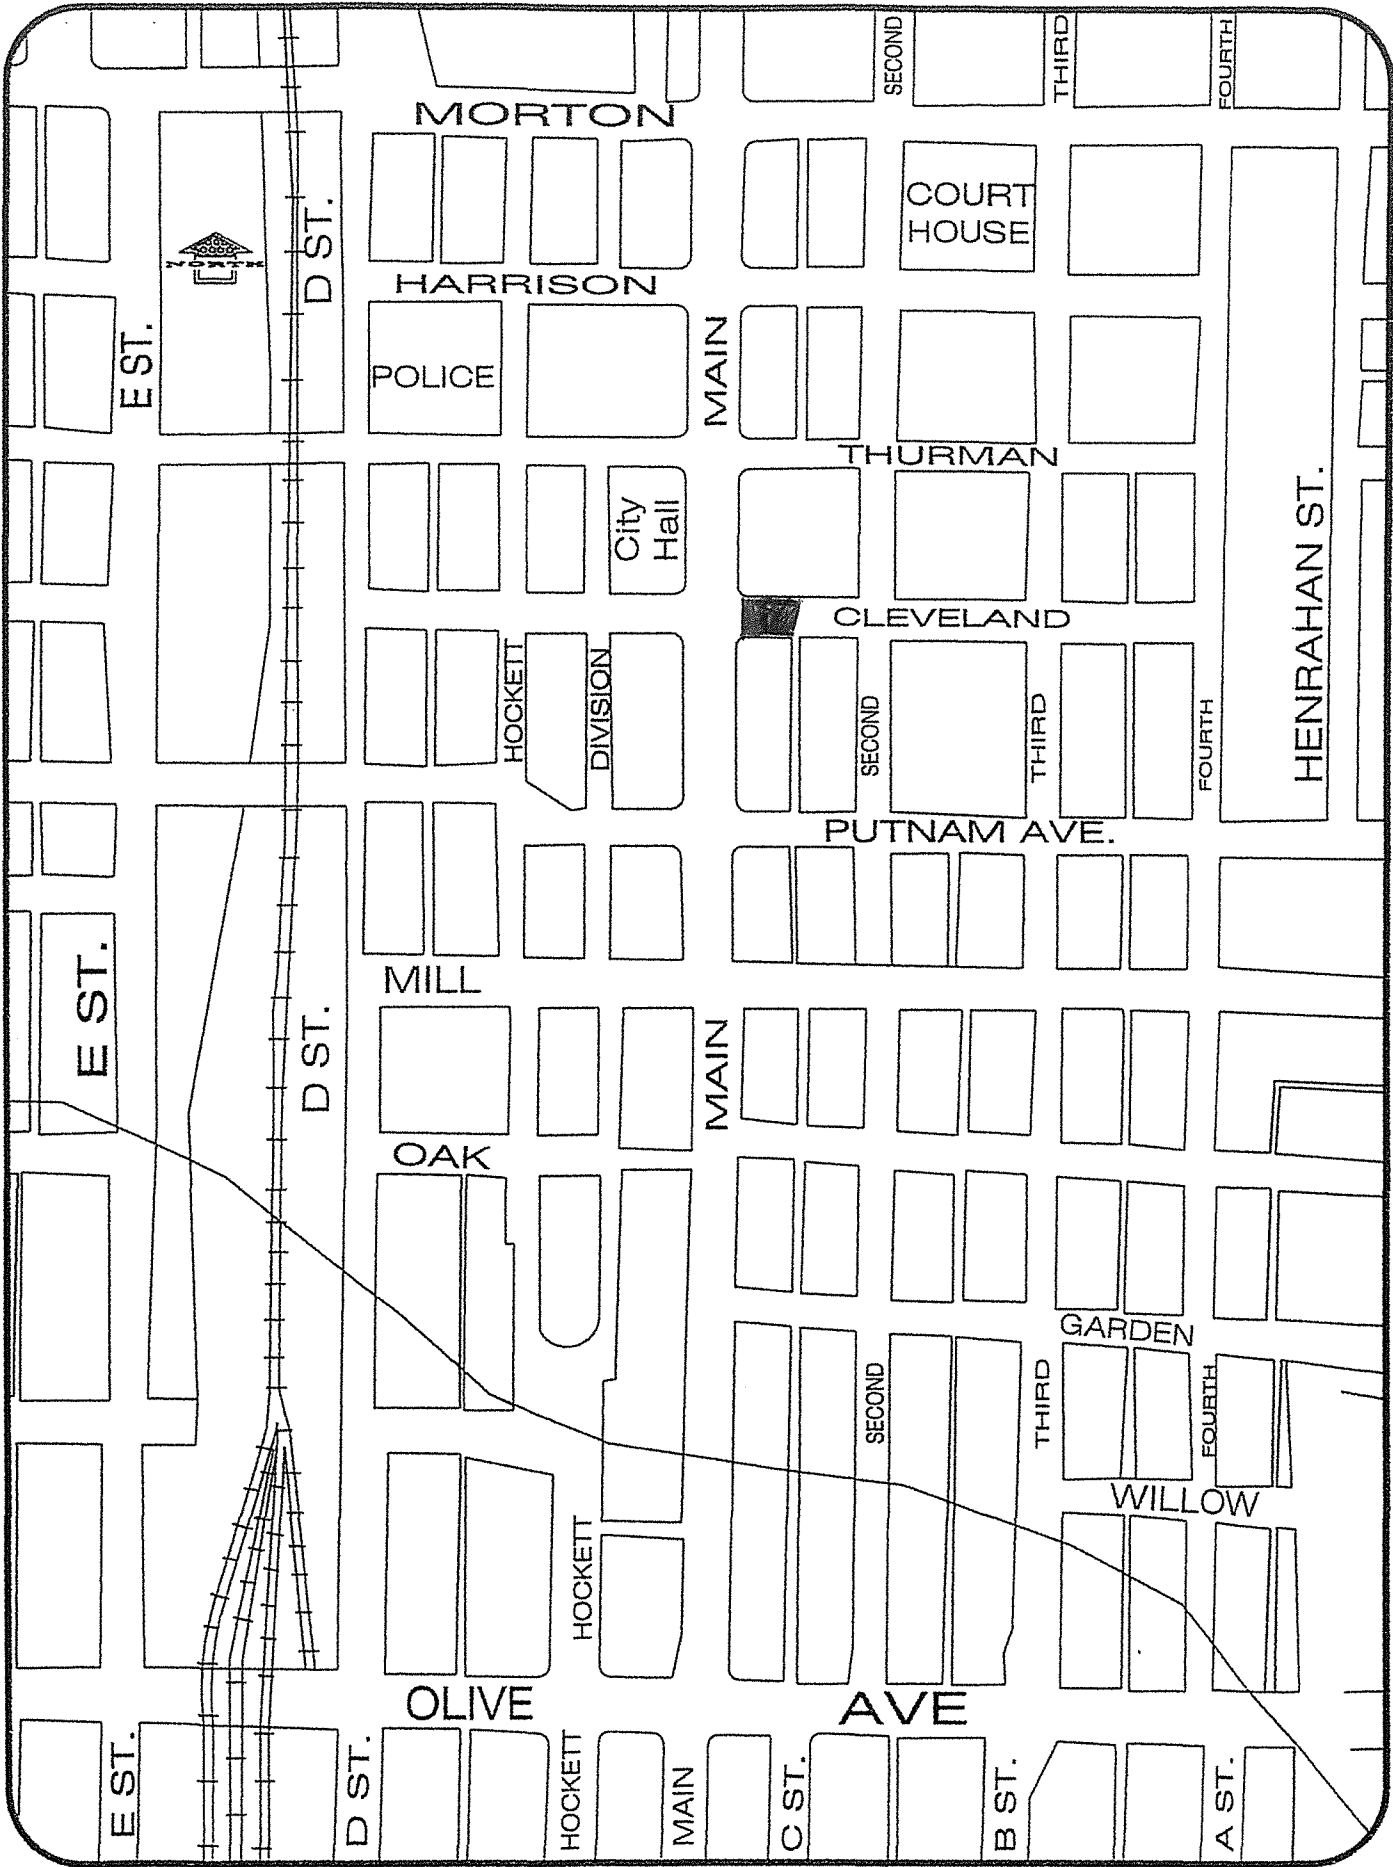 SECOND
THIRD
FOURTH
MORTON
COURT
HOUSE
NORTH
D ST.
HARRISON
E ST.
POLICE
MAIN
THURMAN
City
Hall
HENRAHAN ST.
CLEVELAND
HOCKETT
DIVISION
SECOND
THIRD
FOURTH
PUTNAM AVE.
E ST.
MILL
D ST.
MAIN
OAK
GARDEN
SECOND
THIRD
FOURTH
WILLOW
HOCKETT
OLIVE AVE
E ST.
D ST.
HOCKETT
MAIN
C ST.
B ST.
A ST.